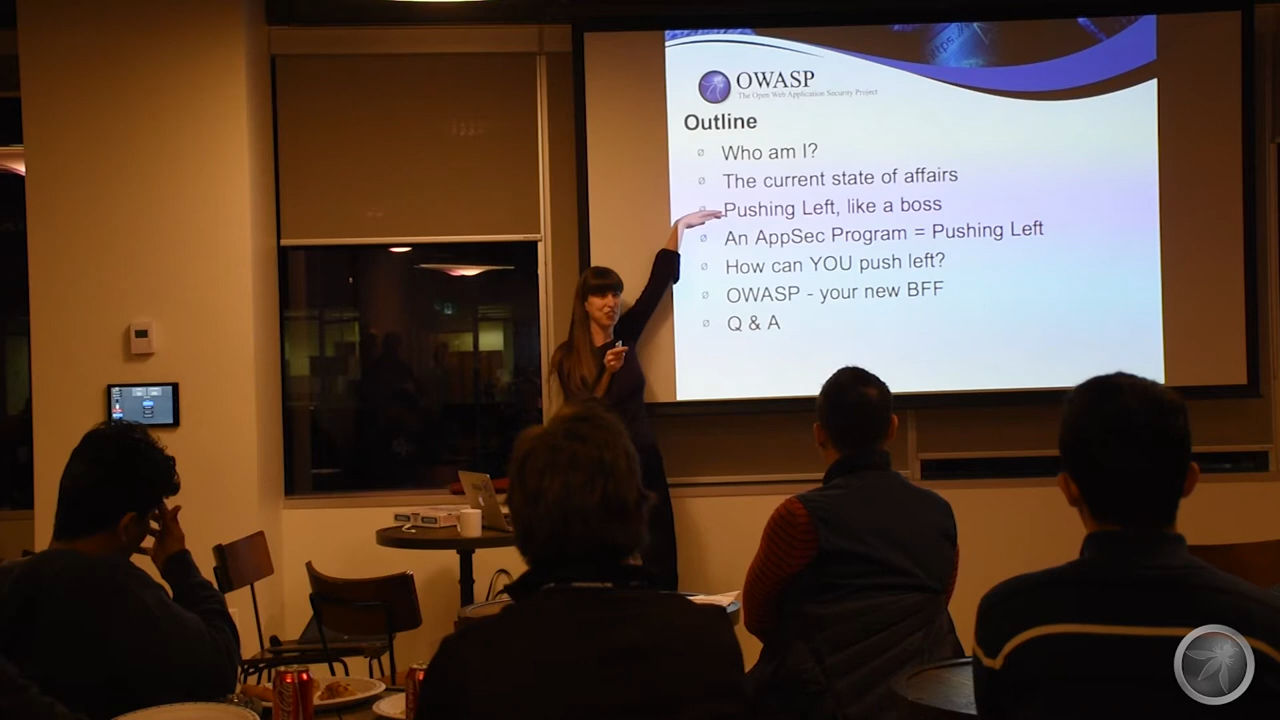 https://
OWASP
The Open Web Application Security Project
Outline
Who am I?
The current state of affairs
Pushing Left, like a boss
An AppSec Program = Pushing Left
How can YOU push left?
OWASP - your new BFF
Q & A